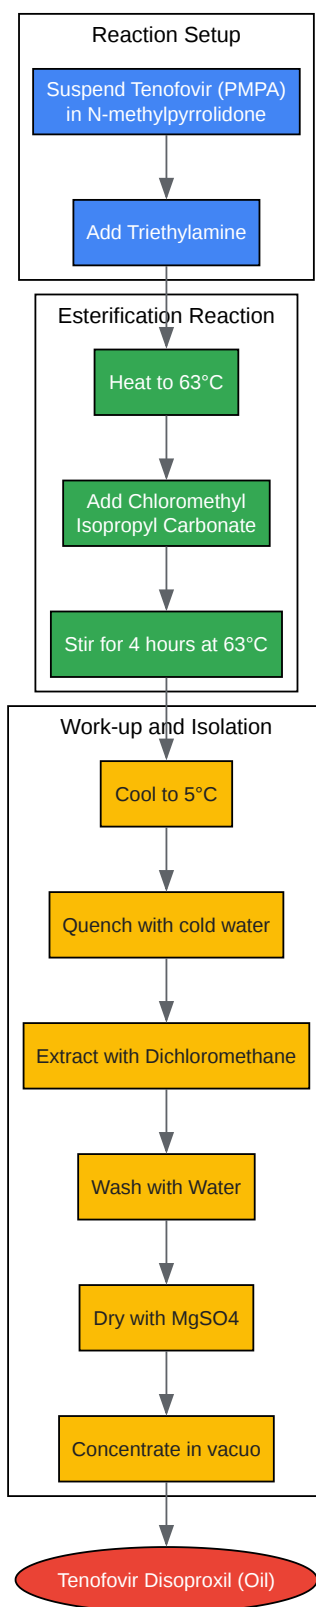 Reaction Setup
Suspend Tenofovir (PMPA)
in N-methylpyrrolidone
Add Triethylamine
Esterification Reaction
Heat to 63°C
Add Chloromethyl
Isopropyl Carbonate
Stir for 4 hours at 63°C
Work-up and Isolation
Cool to 5°C
Quench with cold water
Extract with Dichloromethane
Wash with Water
Dry with MgSO4
Concentrate in vacuo
Tenofovir Disoproxil (Oil)